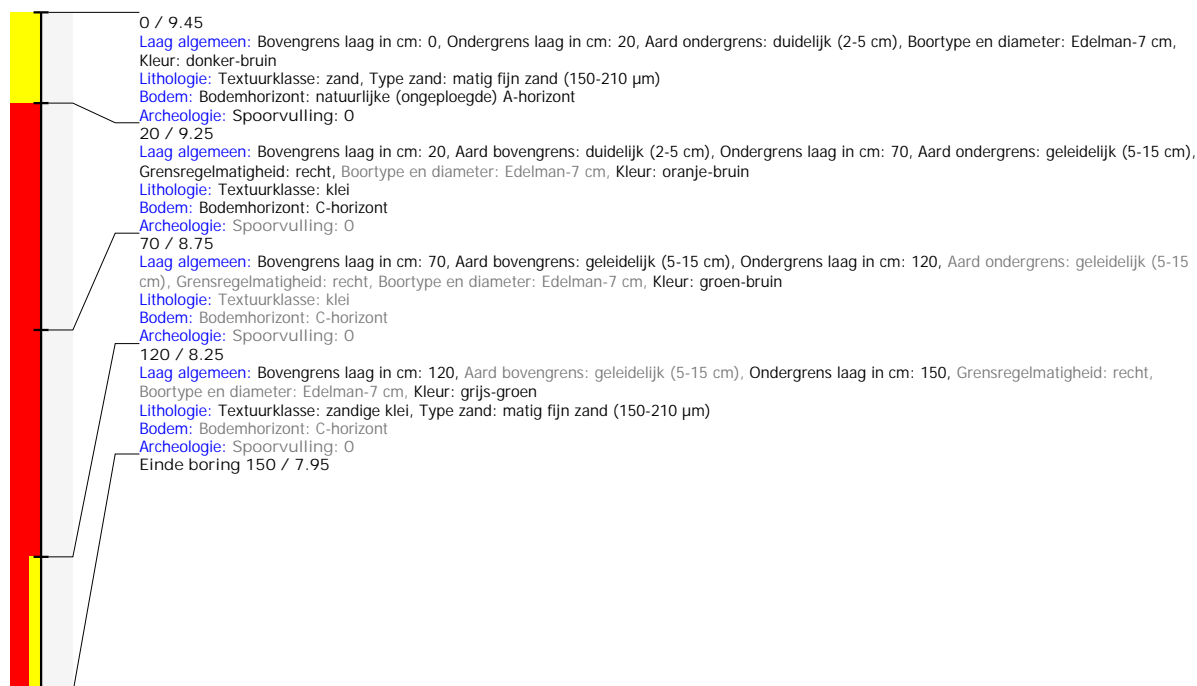 0 / 9.45
Laag algemeen: Bovengrens laag in cm: 0, Ondergrens laag in cm: 20, Aard ondergrens: duidelijk (2-5 cm), Boortype en diameter: Edelman-7 cm,
Kleur: donker-bruin
Lithologie: Textuurklasse: zand, Type zand: matig fijn zand (150-210 µm)
Bodem: Bodemhorizont: natuurlijke (ongeploegde) A-horizont
Archeologie: Spoorvulling: 0
20 / 9.25
Laag algemeen: Bovengrens laag in cm: 20, Aard bovengrens: duidelijk (2-5 cm), Ondergrens laag in cm: 70, Aard ondergrens: geleidelijk (5-15 cm),
Grensregelmatigheid: recht, Boortype en diameter: Edelman-7 cm, Kleur: oranje-bruin
Lithologie: Textuurklasse: klei
Bodem: Bodemhorizont: C-horizont
Archeologie: Spoorvulling: 0
70 / 8.75
Laag algemeen: Bovengrens laag in cm: 70, Aard bovengrens: geleidelijk (5-15 cm), Ondergrens laag in cm: 120, Aard ondergrens: geleidelijk (5-15
cm), Grensregelmatigheid: recht, Boortype en diameter: Edelman-7 cm, Kleur: groen-bruin
Lithologie: Textuurklasse: klei
Bodem: Bodemhorizont: C-horizont
Archeologie: Spoorvulling: 0
120 / 8.25
Laag algemeen: Bovengrens laag in cm: 120, Aard bovengrens: geleidelijk (5-15 cm), Ondergrens laag in cm: 150, Grensregelmatigheid: recht,
Boortype en diameter: Edelman-7 cm, Kleur: grijs-groen
Lithologie: Textuurklasse: zandige klei, Type zand: matig fijn zand (150-210 µm)
Bodem: Bodemhorizont: C-horizont
Archeologie: Spoorvulling: 0
Einde boring 150 / 7.95